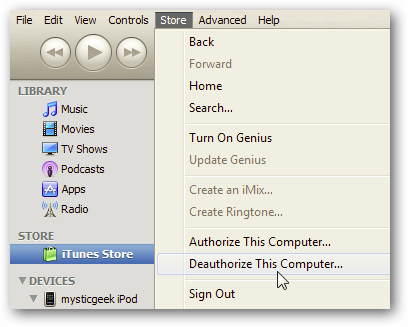 File Edit View Controls Store Advanced Help
Back
Forward
Home
Search...
Turn On Genius
Update Genius
Create an iMix...
Create Ringtone...
Authorize This Computer...
Deauthorize This Computer...
Sign Out
LIBRARY
Music
Movies
TV Shows
Podcasts
Apps
Radio
STORE
iTunes Store
DEVICES
mysticgeek iPod